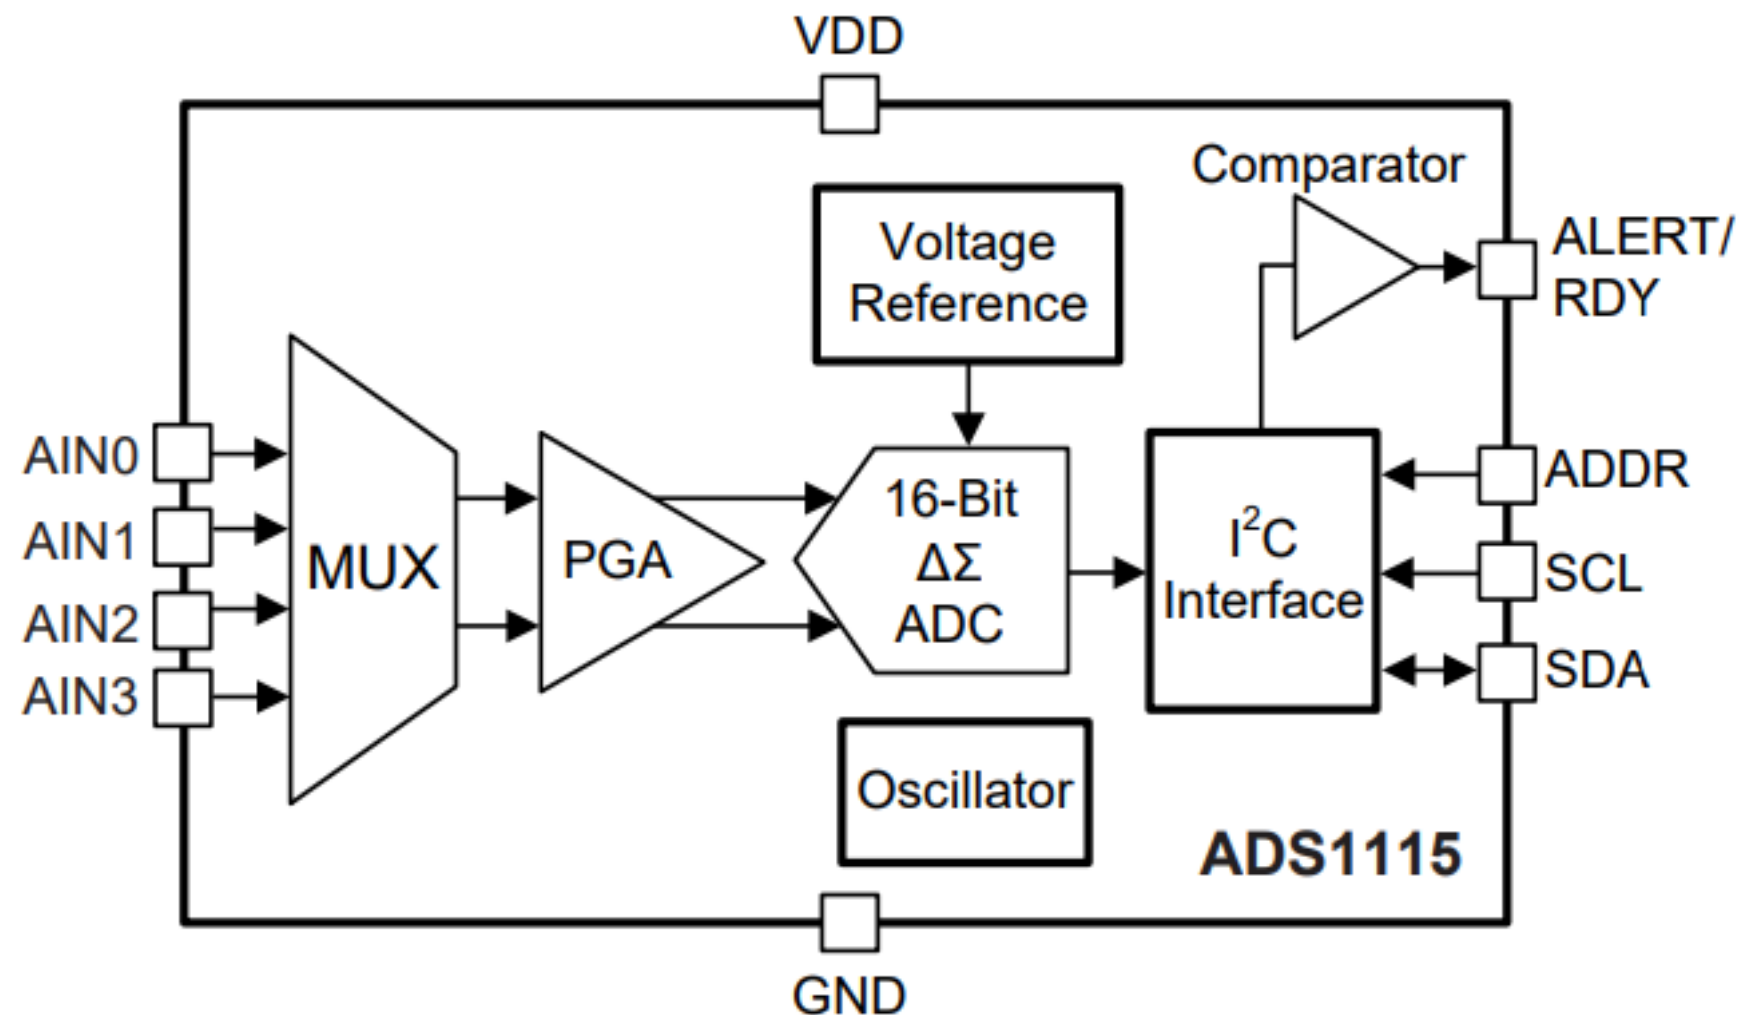 VDD
Comparator
Voltage
Reference
ALERT/
RDY
AIN0
AIN1
AIN2
AIN3
MUX
PGA
16-Bit
ΔΣ
ADC
I²C
Interface
ADDR
SCL
SDA
Oscillator
ADS1115
GND